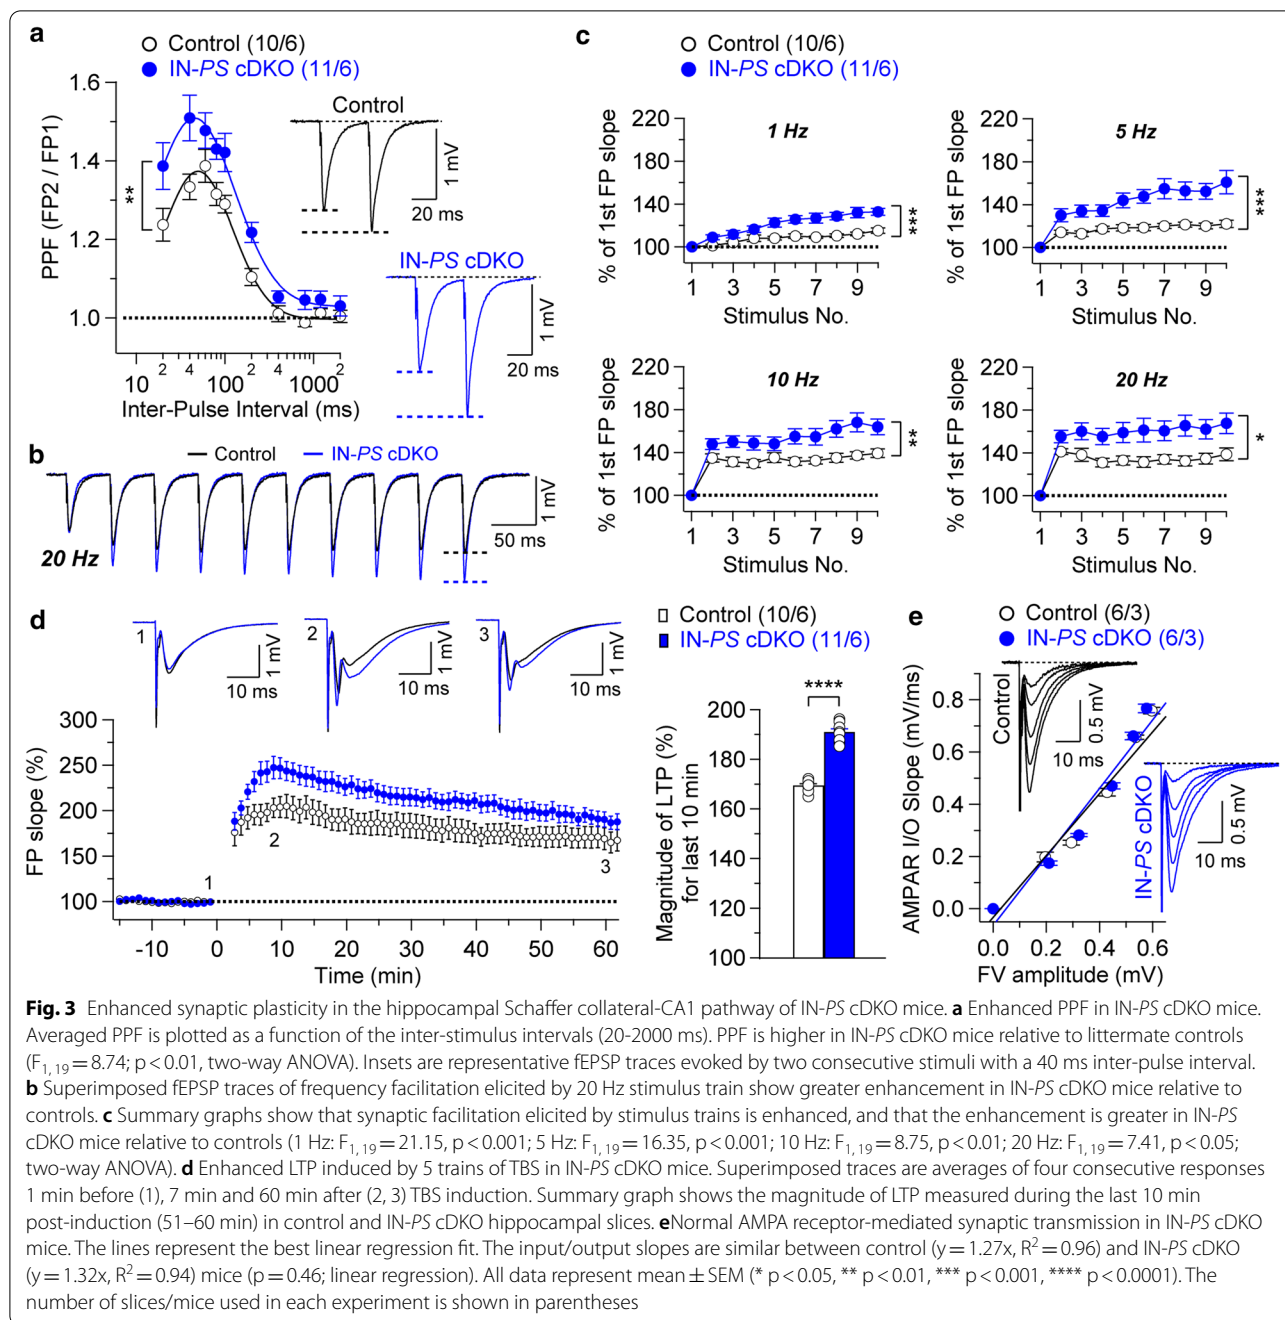 a
Control (10/6)
IN-PS cDKO (11/6)
1.6
1.4
1.2
1.0
PPF (FP2 / FP1)
**
10
2
4
100
2
4
1000
2
Inter-Pulse Interval (ms)
Control
1 mV
20 ms
IN-PS cDKO
1 mV
20 ms
b
Control
IN-PS cDKO
20 Hz
1 mV
50 ms
c
Control (10/6)
IN-PS cDKO (11/6)
1 Hz
220
180
140
100
% of 1st FP slope
***
1 3 5 7 9
Stimulus No.
5 Hz
220
180
140
100
% of 1st FP slope
***
1 3 5 7 9
Stimulus No.
10 Hz
220
180
140
100
% of 1st FP slope
**
1 3 5 7 9
Stimulus No.
20 Hz
220
180
140
100
% of 1st FP slope
*
1 3 5 7 9
Stimulus No.
d
1
1 mV
10 ms
2
1 mV
10 ms
3
1 mV
10 ms
300
250
200
150
100
FP slope (%)
1
2
3
-10 0 10 20 30 40 50 60
Time (min)
Control (10/6)
IN-PS cDKO (11/6)
****
200
180
160
140
120
100
Magnitude of LTP (%)
for last 10 min
e
Control (6/3)
IN-PS cDKO (6/3)
0.8
0.6
0.4
0.2
0.0
AMPAR I/O Slope (mV/ms)
Control
0.5 mV
10 ms
IN-PS cDKO
0.5 mV
10 ms
0.0 0.2 0.4 0.6
FV amplitude (mV)
Fig. 3 Enhanced synaptic plasticity in the hippocampal Schaffer collateral-CA1 pathway of IN-PS cDKO mice. a Enhanced PPF in IN-PS cDKO mice.
Averaged PPF is plotted as a function of the inter-stimulus intervals (20-2000 ms). PPF is higher in IN-PS cDKO mice relative to littermate controls
(F1, 19 = 8.74; p < 0.01, two-way ANOVA). Insets are representative fEPSP traces evoked by two consecutive stimuli with a 40 ms inter-pulse interval.
b Superimposed fEPSP traces of frequency facilitation elicited by 20 Hz stimulus train show greater enhancement in IN-PS cDKO mice relative to
controls. c Summary graphs show that synaptic facilitation elicited by stimulus trains is enhanced, and that the enhancement is greater in IN-PS
cDKO mice relative to controls (1 Hz: F1, 19 = 21.15, p < 0.001; 5 Hz: F1, 19 = 16.35, p < 0.001; 10 Hz: F1, 19 = 8.75, p < 0.01; 20 Hz: F1, 19 = 7.41, p < 0.05;
two-way ANOVA). d Enhanced LTP induced by 5 trains of TBS in IN-PS cDKO mice. Superimposed traces are averages of four consecutive responses
1 min before (1), 7 min and 60 min after (2, 3) TBS induction. Summary graph shows the magnitude of LTP measured during the last 10 min
post-induction (51–60 min) in control and IN-PS cDKO hippocampal slices. eNormal AMPA receptor-mediated synaptic transmission in IN-PS cDKO
mice. The lines represent the best linear regression fit. The input/output slopes are similar between control (y = 1.27x, R² = 0.96) and IN-PS cDKO
(y = 1.32x, R² = 0.94) mice (p = 0.46; linear regression). All data represent mean ± SEM (* p < 0.05, ** p < 0.01, *** p < 0.001, **** p < 0.0001). The
number of slices/mice used in each experiment is shown in parentheses